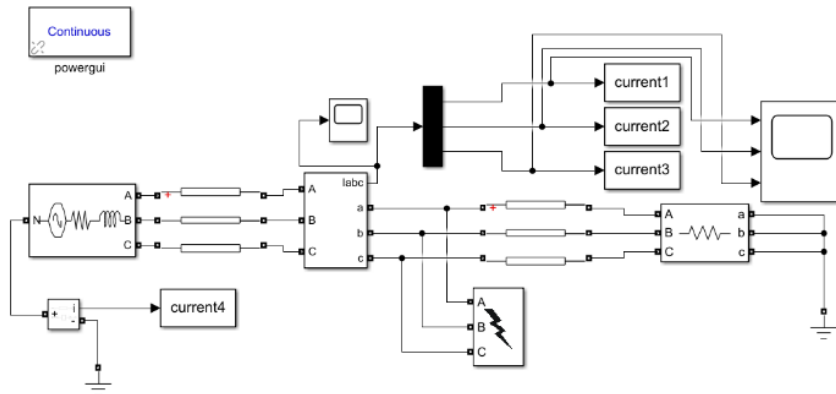 Continuous
powergui
current1
current2
current3
Iabc
A
B
C
a
b
c
N
A
B
C
A
B
C
a
b
c
A
B
C
+
i
-
current4
+
+